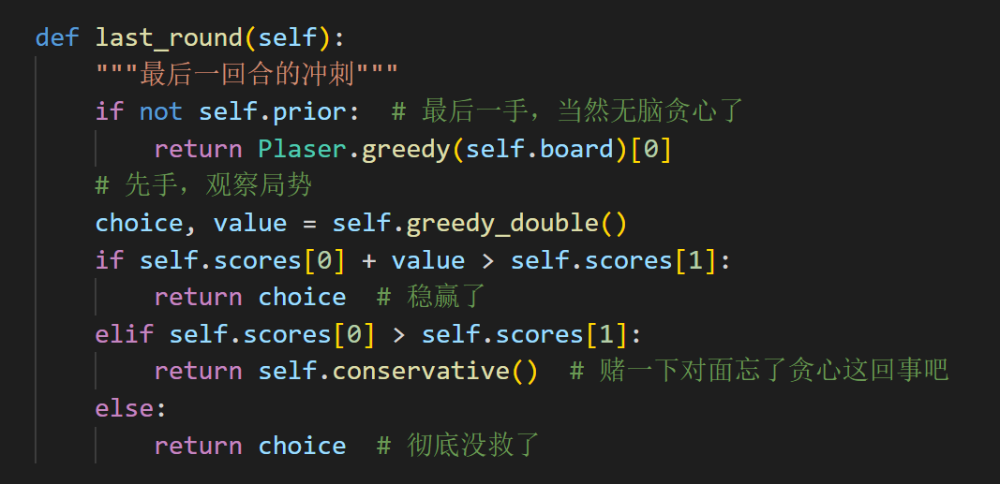 def last_round(self):
    """最后一回合的冲刺"""
    if not self.prior:  # 最后一手，当然无脑贪心了
        return Plaser.greedy(self.board)[0]
    # 先手，观察局势
    choice, value = self.greedy_double()
    if self.scores[0] + value > self.scores[1]:
        return choice  # 稳赢了
    elif self.scores[0] > self.scores[1]:
        return self.conservative()  # 赌一下对面忘了贪心这回事吧
    else:
        return choice  # 彻底没救了